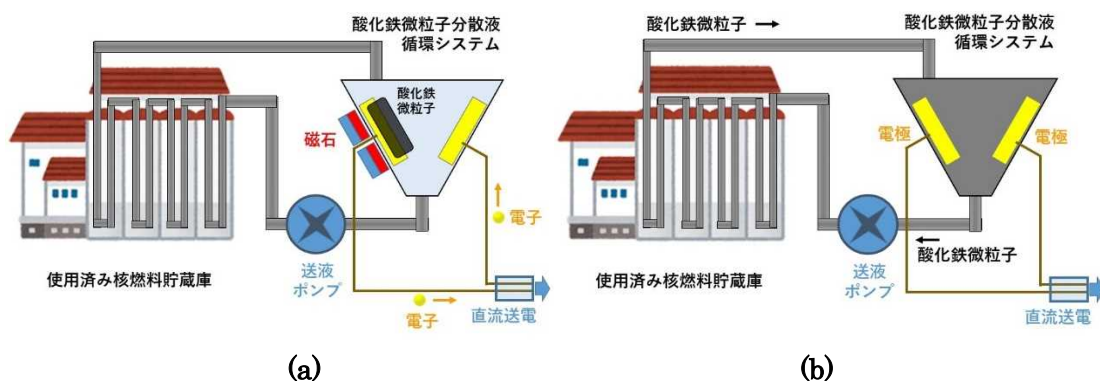 酸化鉄微粒子分散液
循環システム
酸化鉄
微粒子
磁石
電子
送液
ポンプ
使用済み核燃料貯蔵庫
電子
直流送電
(a)
酸化鉄微粒子
酸化鉄微粒子分散液
循環システム
電極
電極
酸化鉄微粒子
送液
ポンプ
使用済み核燃料貯蔵庫
直流送電
(b)